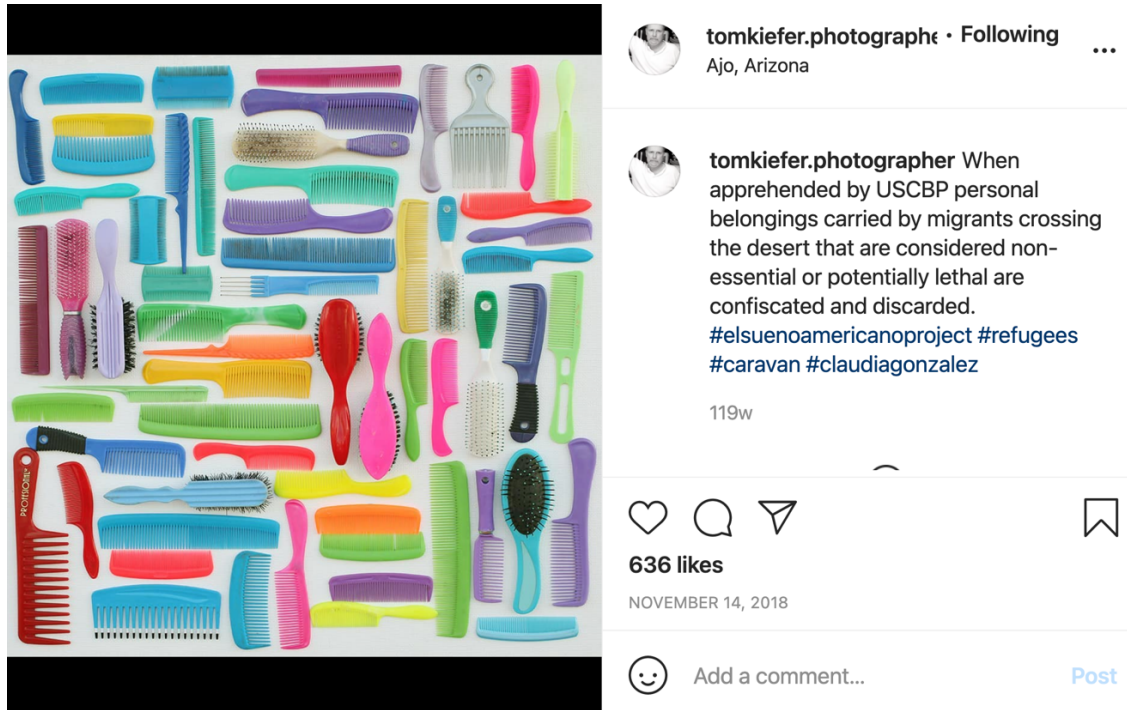 tomkiefer.photographe • Following
Ajo, Arizona
tomkiefer.photographer When
apprehended by USCBP personal
belongings carried by migrants crossing
the desert that are considered non-
essential or potentially lethal are
confiscated and discarded.
#elsuenoamericanoproject #refugees
#caravan #claudiagonzalez
119w
PROFESSIONAL
636 likes
NOVEMBER 14, 2018
Add a comment... Post